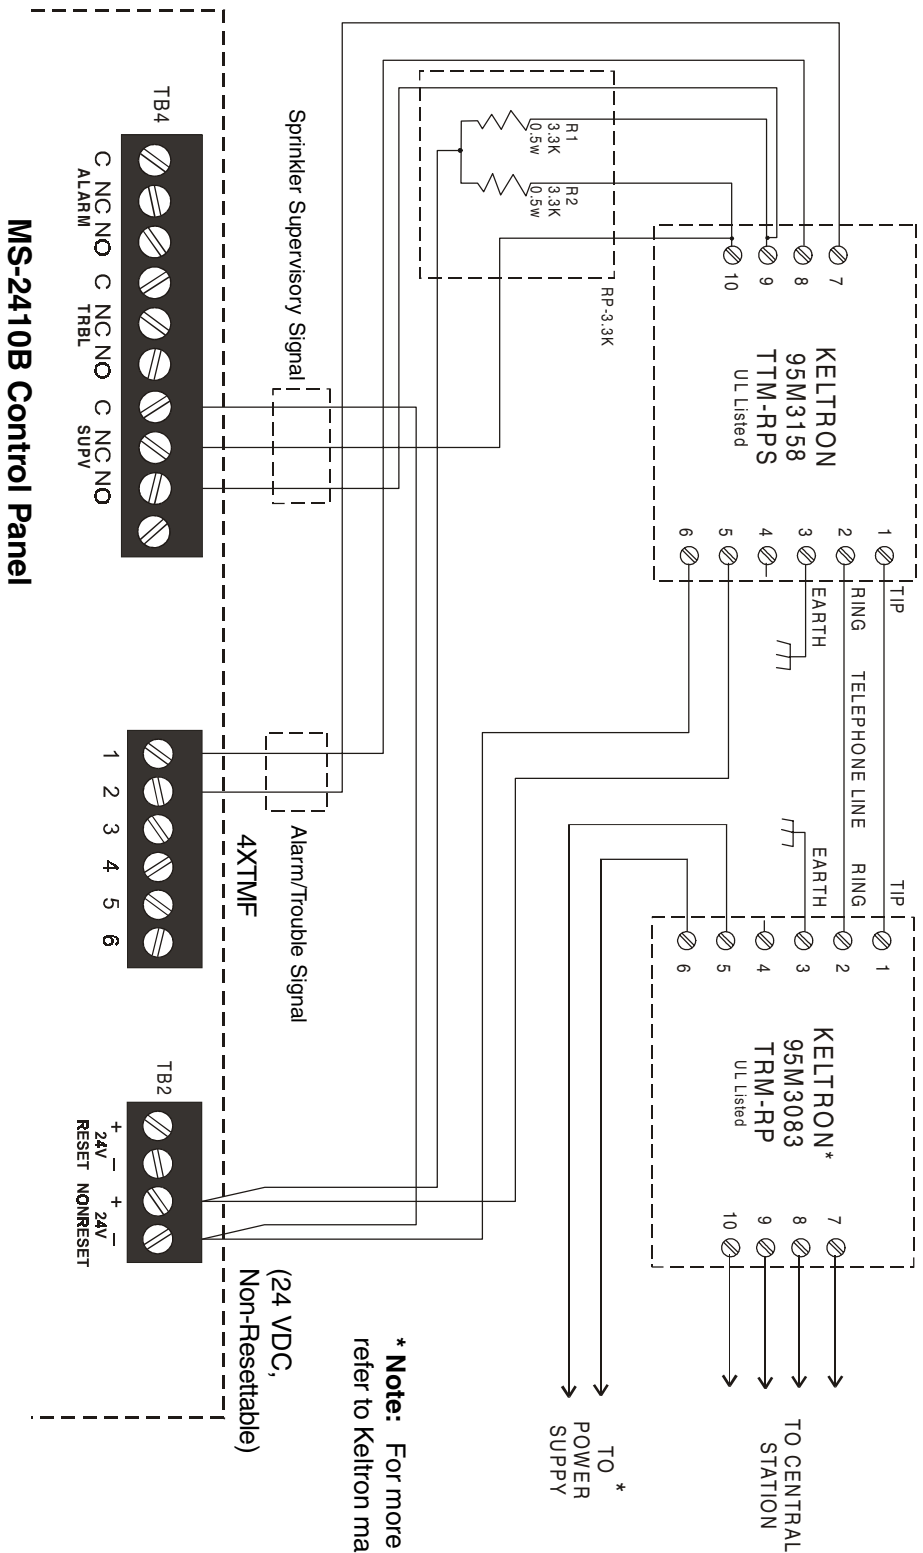 KELTRON
95M3158
TTM-RPS
UL Listed
7
8
9
10
1
2
3
4
5
6
TIP
RING
EARTH
TELEPHONE LINE
TIP
RING
EARTH
KELTRON*
95M3083
TRM-RP
UL Listed
1
2
3
4
5
6
7
8
9
10
TO CENTRAL
STATION
TO *
POWER
SUPPY
R1
3.3K
0.5w
R2
3.3K
0.5w
RP-3.3K
* Note: For more
refer to Keltron ma
Sprinkler Supervisory Signal
Alarm/Trouble Signal
4XTMF
(24 VDC,
Non-Resettable)
TB4
C NC NO C NC NO C NC NO
ALARM TRBL SUPV
1 2 3 4 5 6
TB2
+ – + –
24V 24V
RESET NONRESET
MS-2410B Control Panel